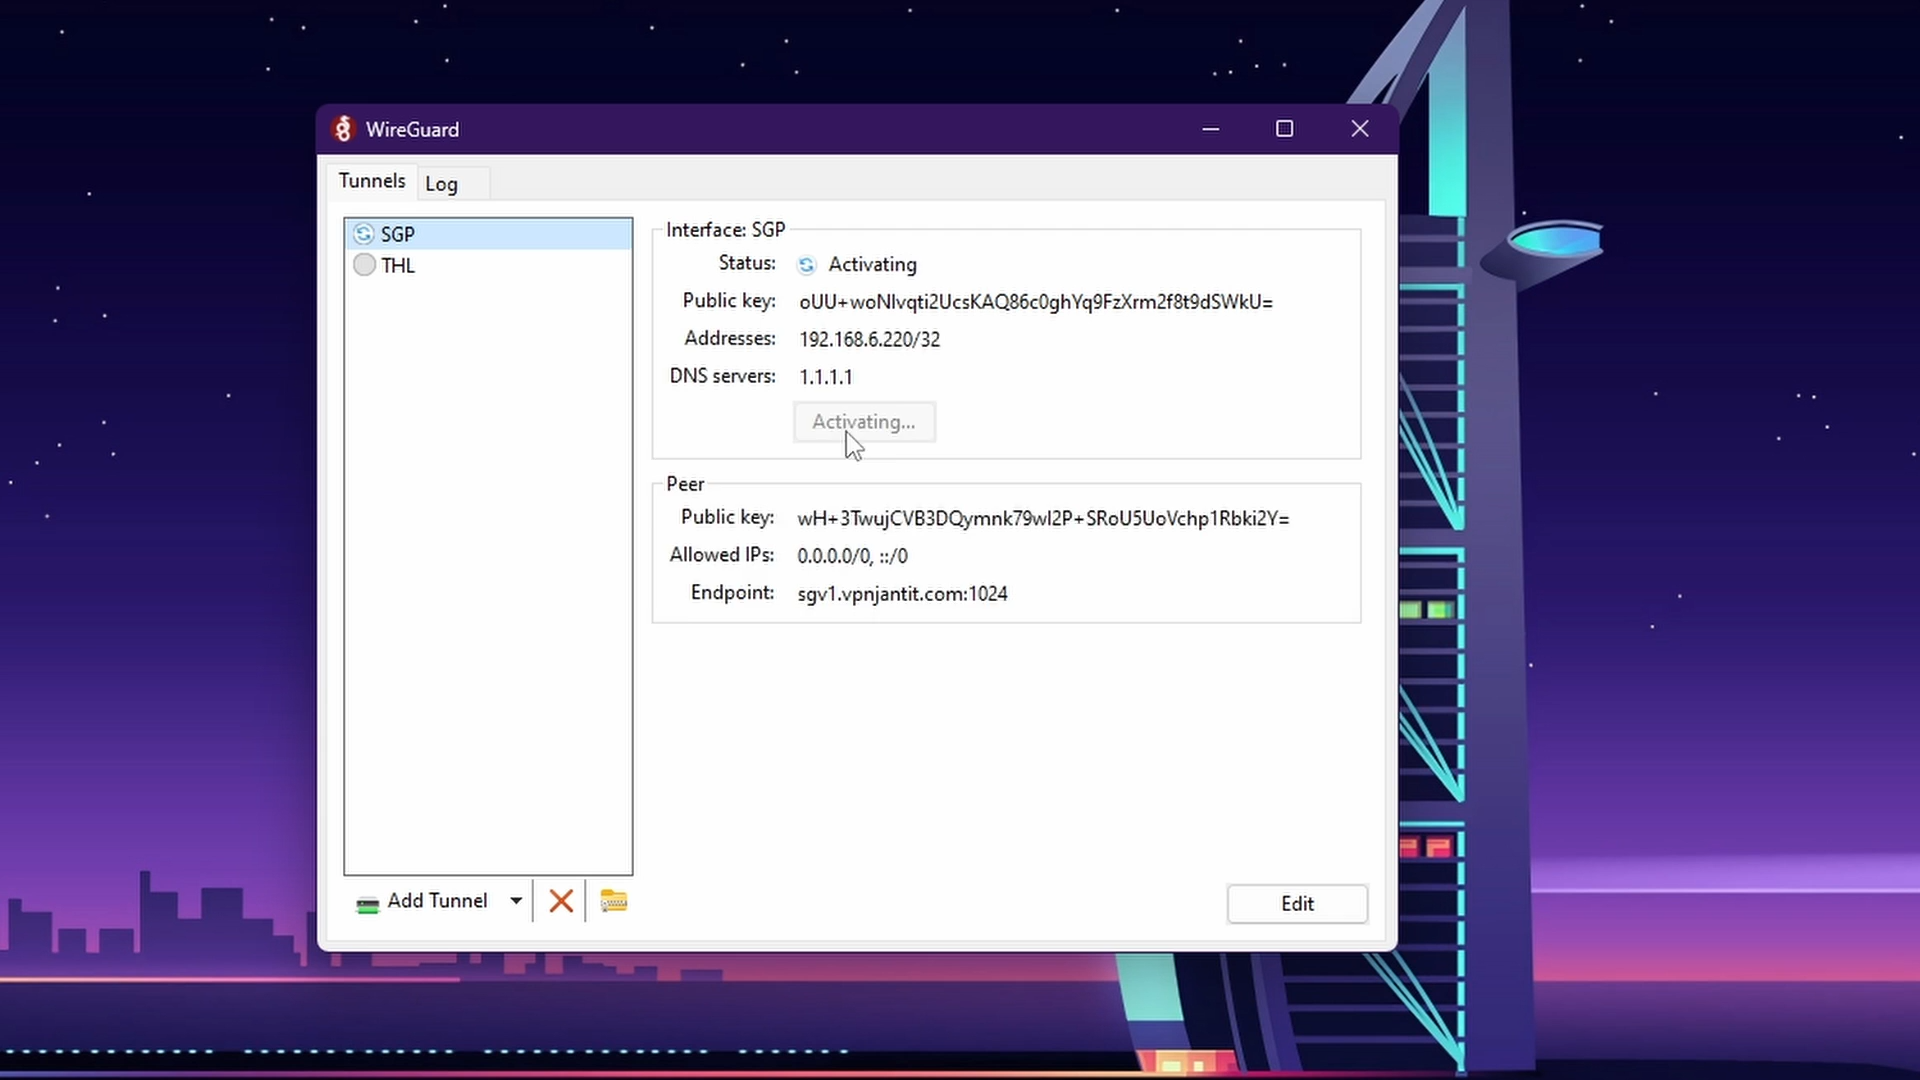 WireGuard
Tunnels
Log
SGP
THL
Interface: SGP
Status: Activating
Public key: oUU+woNlvqti2UcsKAQ86c0ghYq9FzXrm2f8t9dSWkU=
Addresses: 192.168.6.220/32
DNS servers: 1.1.1.1
Activating...
Peer
Public key: wH+3TwujCVB3DQymnk79wI2P+SRoU5UoVchp1Rbki2Y=
Allowed IPs: 0.0.0.0/0, ::/0
Endpoint: sgv1.vpnjantit.com:1024
Add Tunnel
Edit